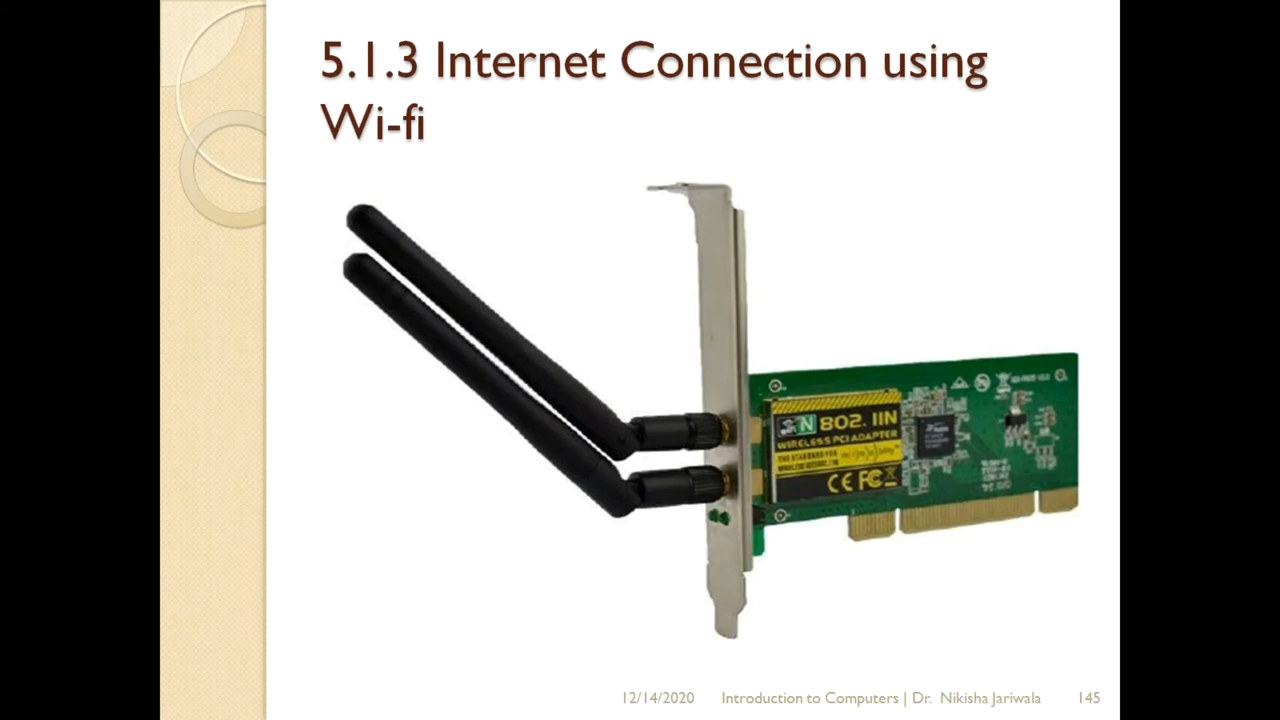 5.1.3 Internet Connection using
Wi-fi
N 802.11N
WIRELESS PCI ADAPTER
CE FC
12/14/2020 Introduction to Computers | Dr. Nikisha Jariwala 145